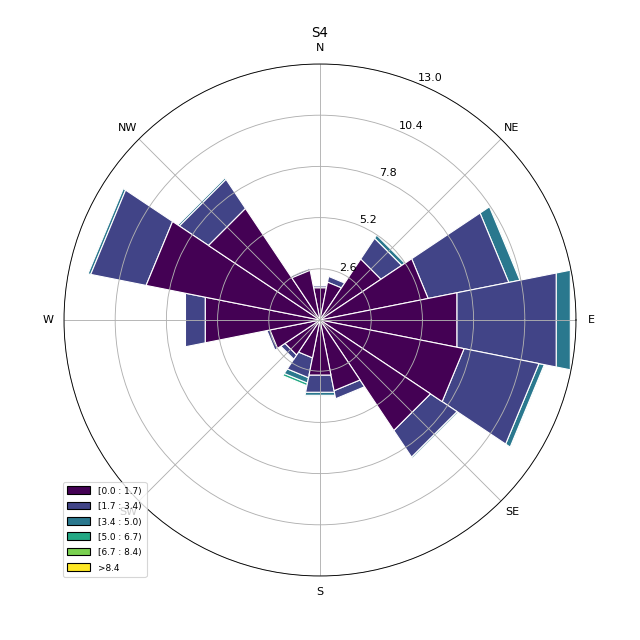 S4
N
13.0
NW
NE
10.4
7.8
5.2
2.6
W
E
[0.0 : 1.7)
[1.7 : 3.4)
[3.4 : 5.0)
[5.0 : 6.7)
[6.7 : 8.4)
>8.4
SW
SE
S